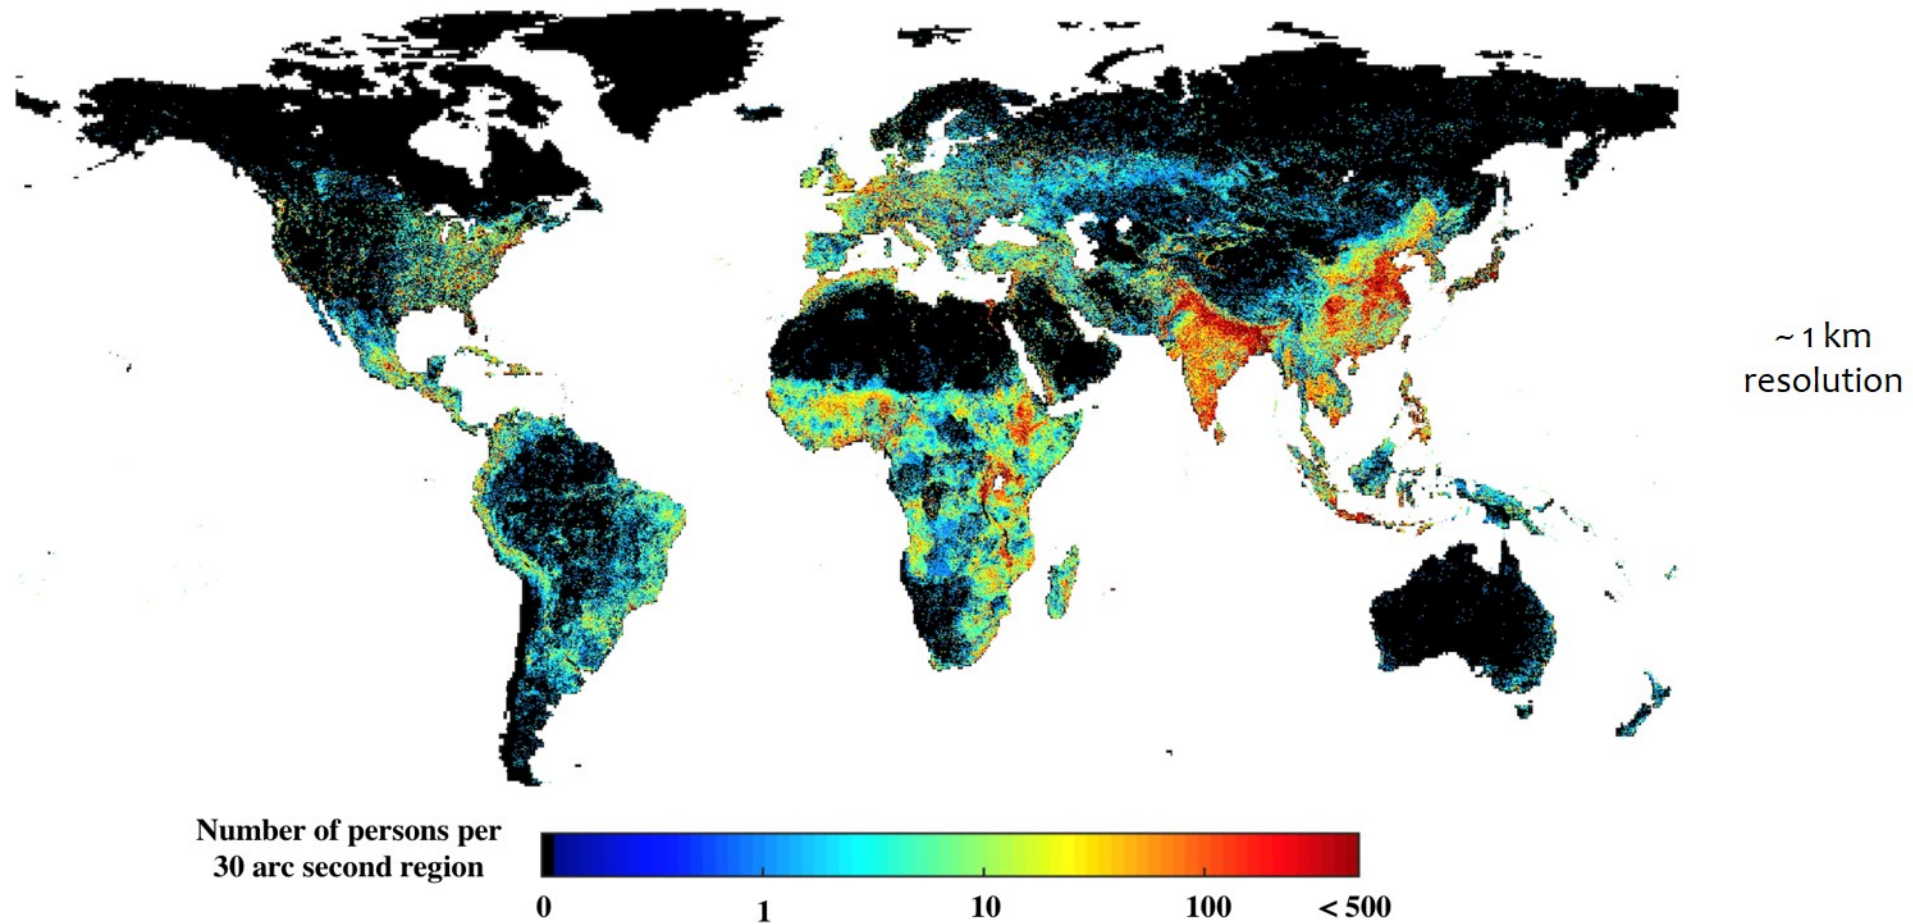 ~ 1 km
resolution
Number of persons per
30 arc second region
0 1 10 100 < 500